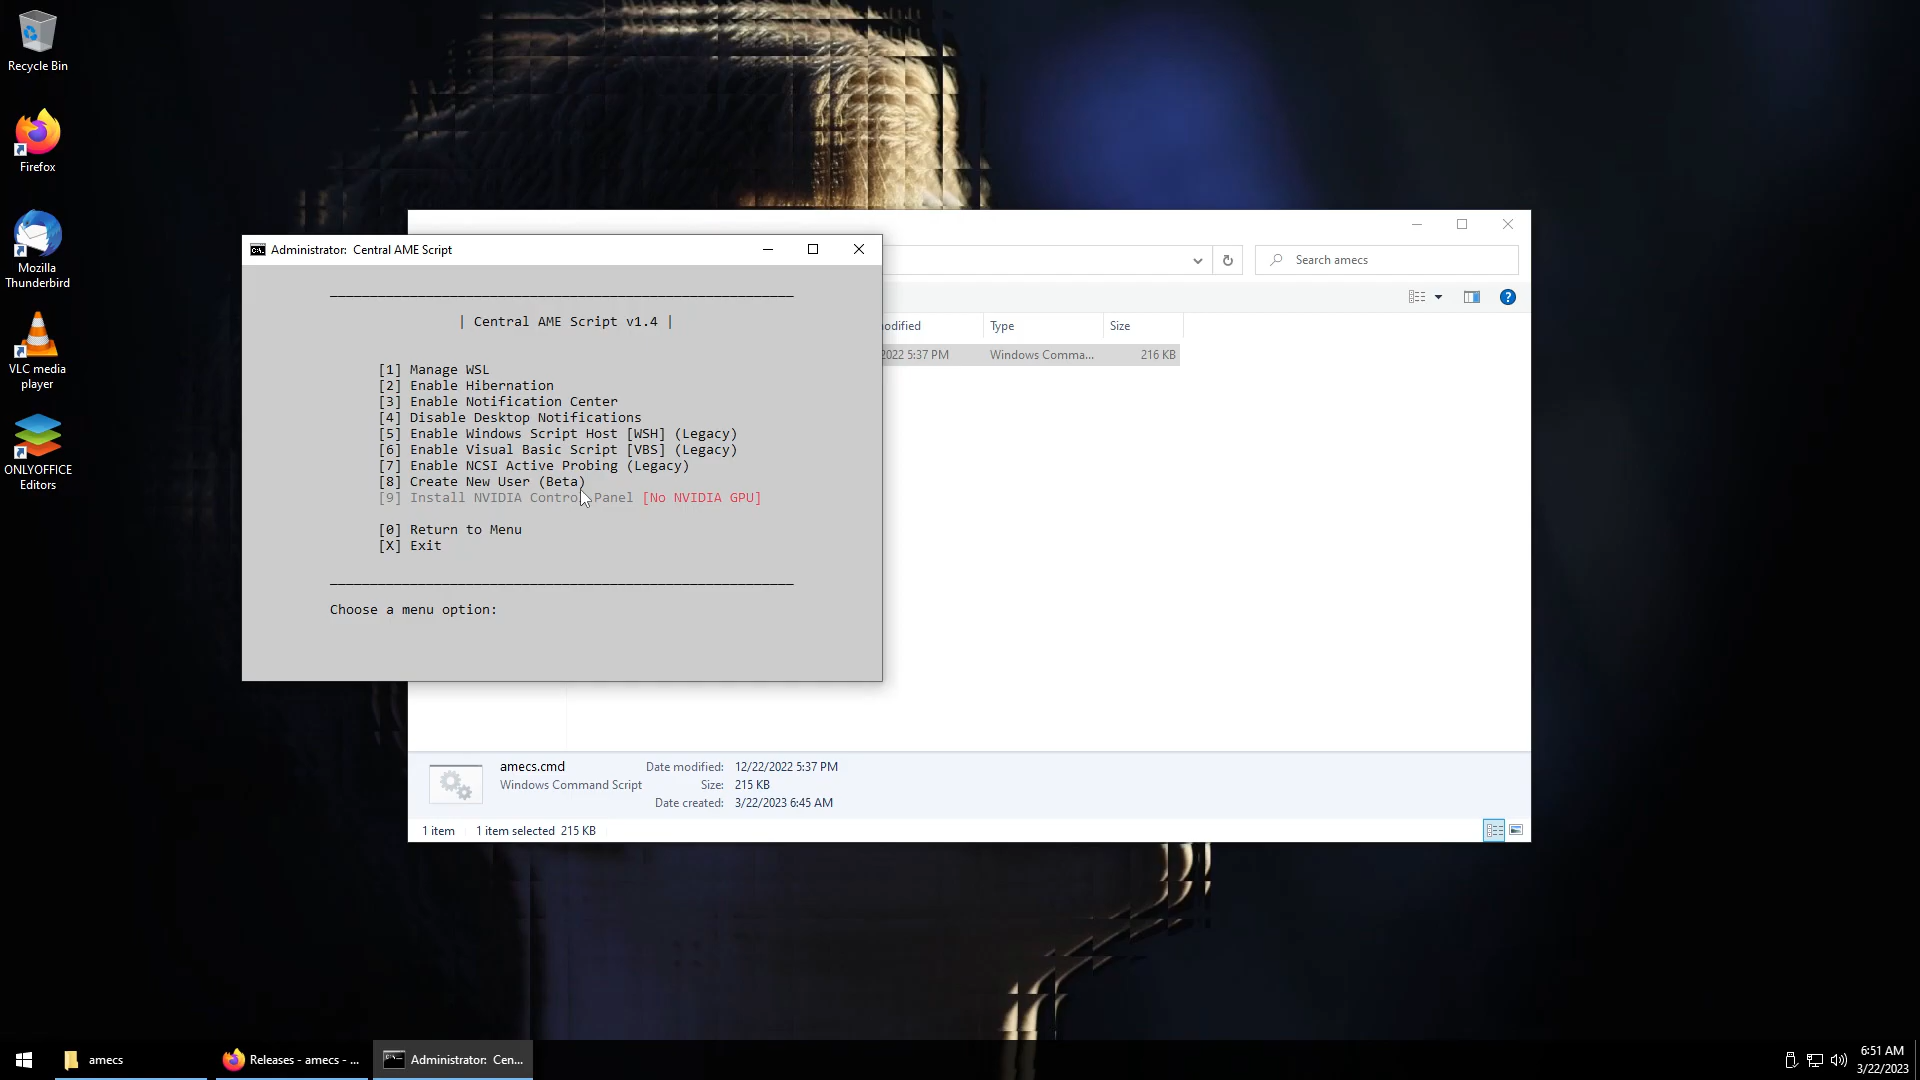 Recycle Bin
Firefox
Mozilla
Thunderbird
VLC media
player
ONLYOFFICE
Editors
Administrator:  Central AME Script
| Central AME Script v1.4 |
[1] Manage WSL
[2] Enable Hibernation
[3] Enable Notification Center
[4] Disable Desktop Notifications
[5] Enable Windows Script Host [WSH] (Legacy)
[6] Enable Visual Basic Script [VBS] (Legacy)
[7] Enable NCSI Active Probing (Legacy)
[8] Create New User (Beta)
[9] Install NVIDIA Control Panel [No NVIDIA GPU]
[0] Return to Menu
[X] Exit
Choose a menu option:
Search amecs
odified
Type
Size
2022 5:37 PM
Windows Comma...
216 KB
amecs.cmd
Windows Command Script
Date modified: 12/22/2022 5:37 PM
Size: 215 KB
Date created: 3/22/2023 6:45 AM
1 item
1 item selected  215 KB
amecs
Releases - amecs - ...
Administrator:  Cen...
6:51 AM
3/22/2023